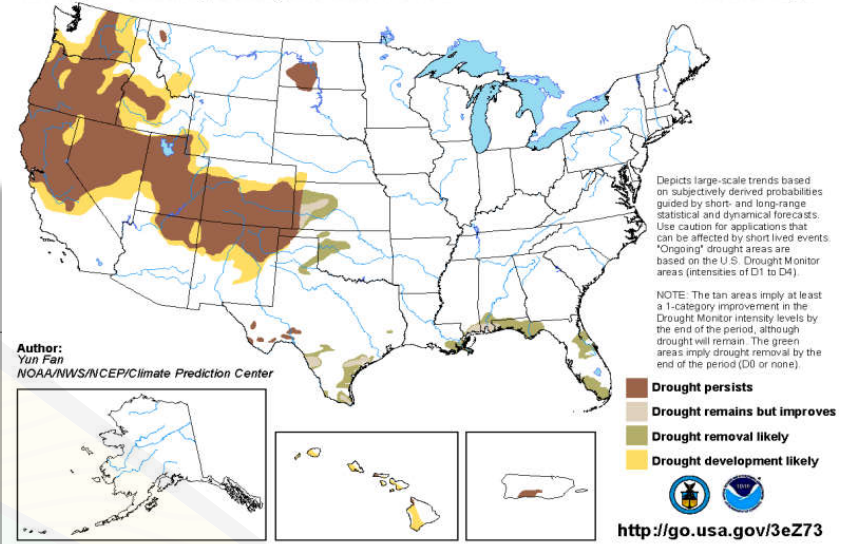 Depicts large-scale trends based
on subjectively derived probabilities
guided by short- and long-range
statistical and dynamical forecasts.
Use caution for applications that
can be affected by short lived events.
"Ongoing" drought areas are
based on the U.S. Drought Monitor
areas (intensities of D1 to D4).
NOTE: The tan areas imply at least
a 1-category improvement in the
Drought Monitor intensity levels by
the end of the period, although
drought will remain. The green
areas imply drought removal by the
end of the period (D0 or none).
Author:
Yun Fan
NOAA/NWS/NCEP/Climate Prediction Center
Drought persists
Drought remains but improves
Drought removal likely
Drought development likely
http://go.usa.gov/3eZ73